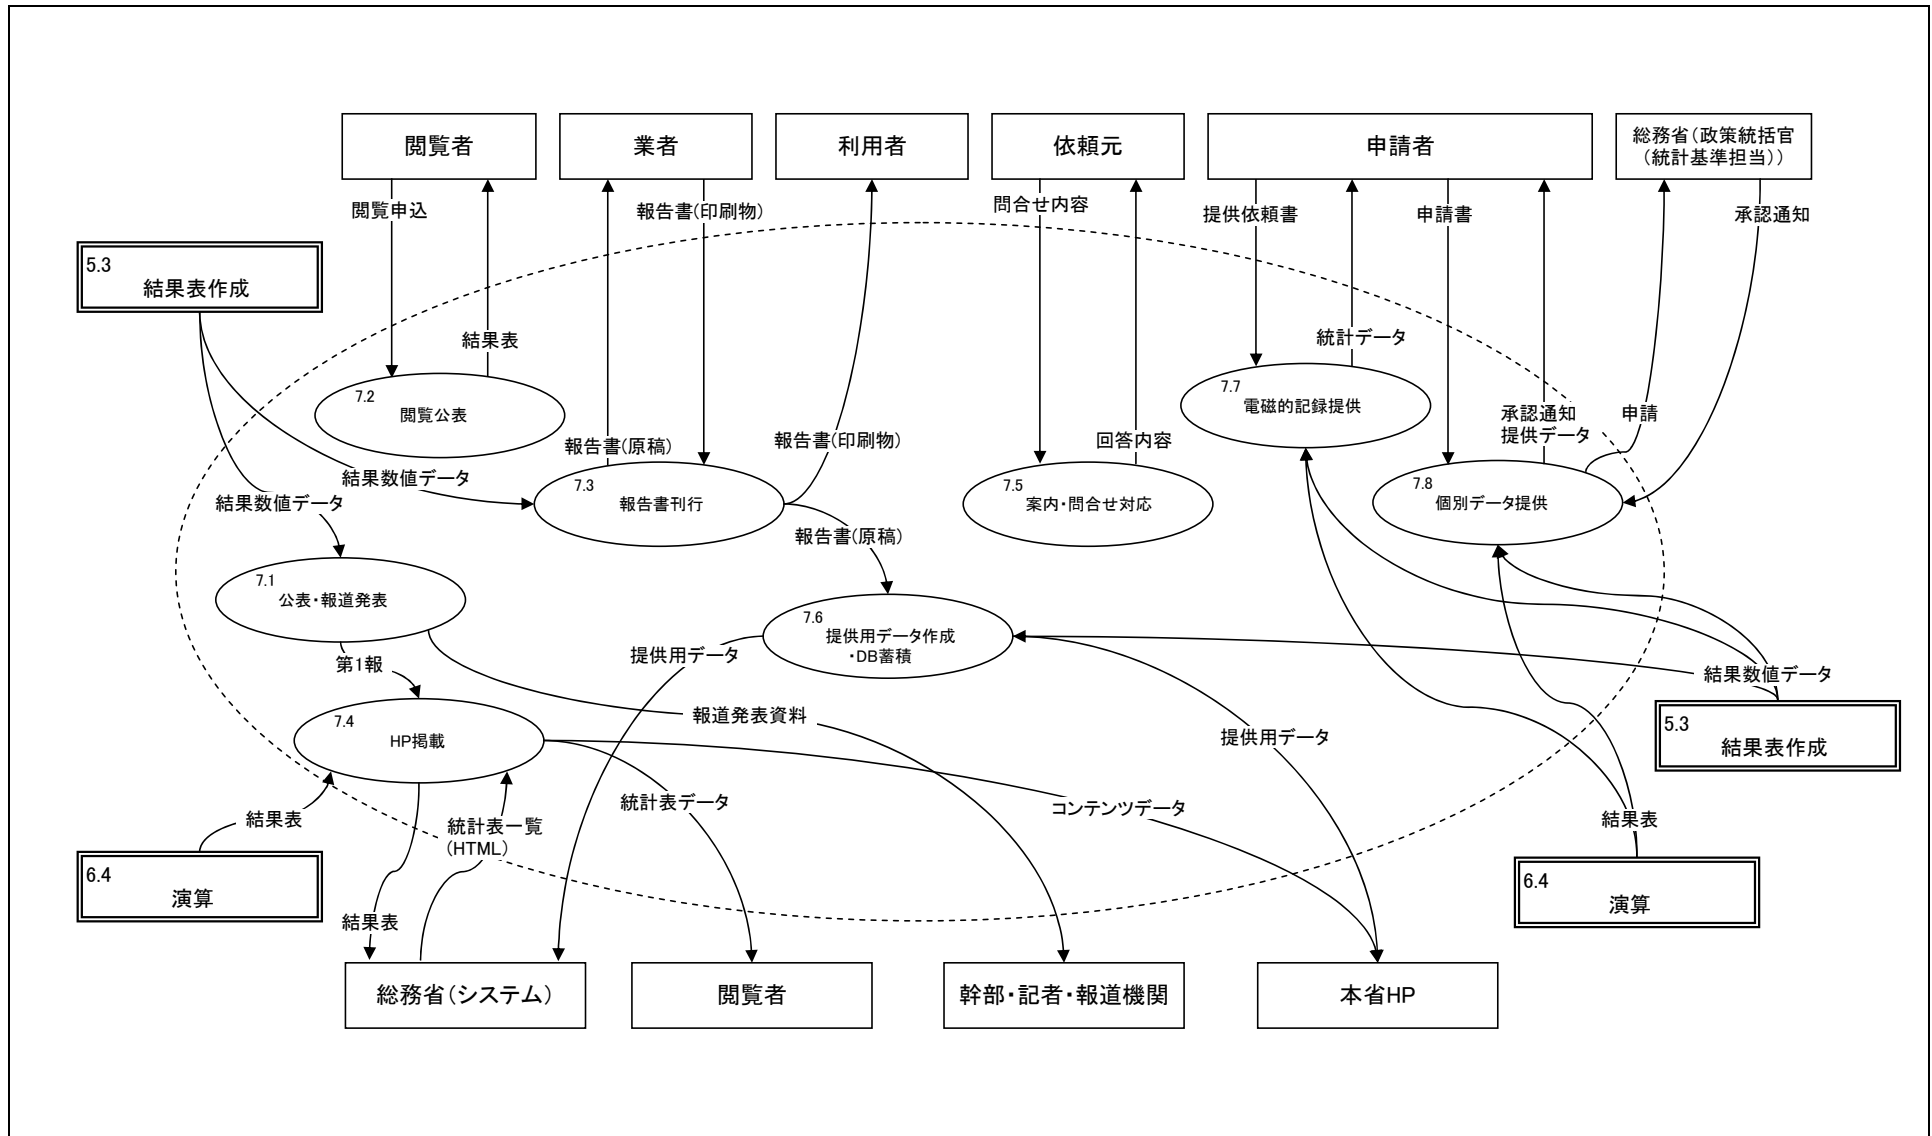 閲覧者
業者
利用者
依頼元
申請者
総務省(政策統括官
(統計基準担当))
閲覧申込
報告書(印刷物)
問合せ内容
提供依頼書
申請書
承認通知
5.3
結果表作成
結果表
統計データ
7.2
閲覧公表
7.7
電磁的記録提供
承認通知
提供データ
申請
報告書(原稿)
報告書(印刷物)
回答内容
結果数値データ
結果数値データ
7.3
報告書刊行
7.5
案内・問合せ対応
7.8
個別データ提供
報告書(原稿)
7.1
公表・報道発表
7.6
提供用データ作成
・DB蓄積
第1報
提供用データ
結果数値データ
7.4
HP掲載
報道発表資料
提供用データ
5.3
結果表作成
統計表データ
コンテンツデータ
結果表
統計表一覧
(HTML)
結果表
6.4
演算
6.4
演算
結果表
総務省(システム)
閲覧者
幹部・記者・報道機関
本省HP